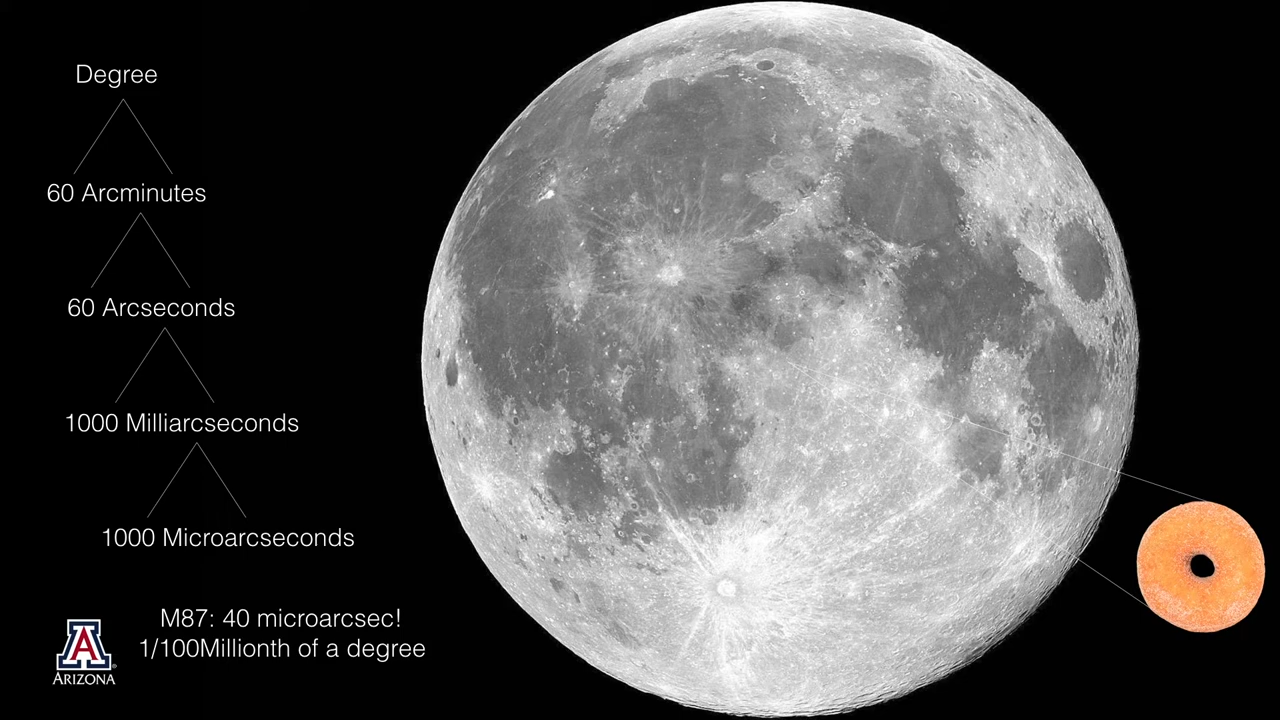 Degree
60 Arcminutes
60 Arcseconds
1000 Milliarcseconds
1000 Microarcseconds
M87: 40 microarcsec!
1/100Millionth of a degree
A
ARIZONA®